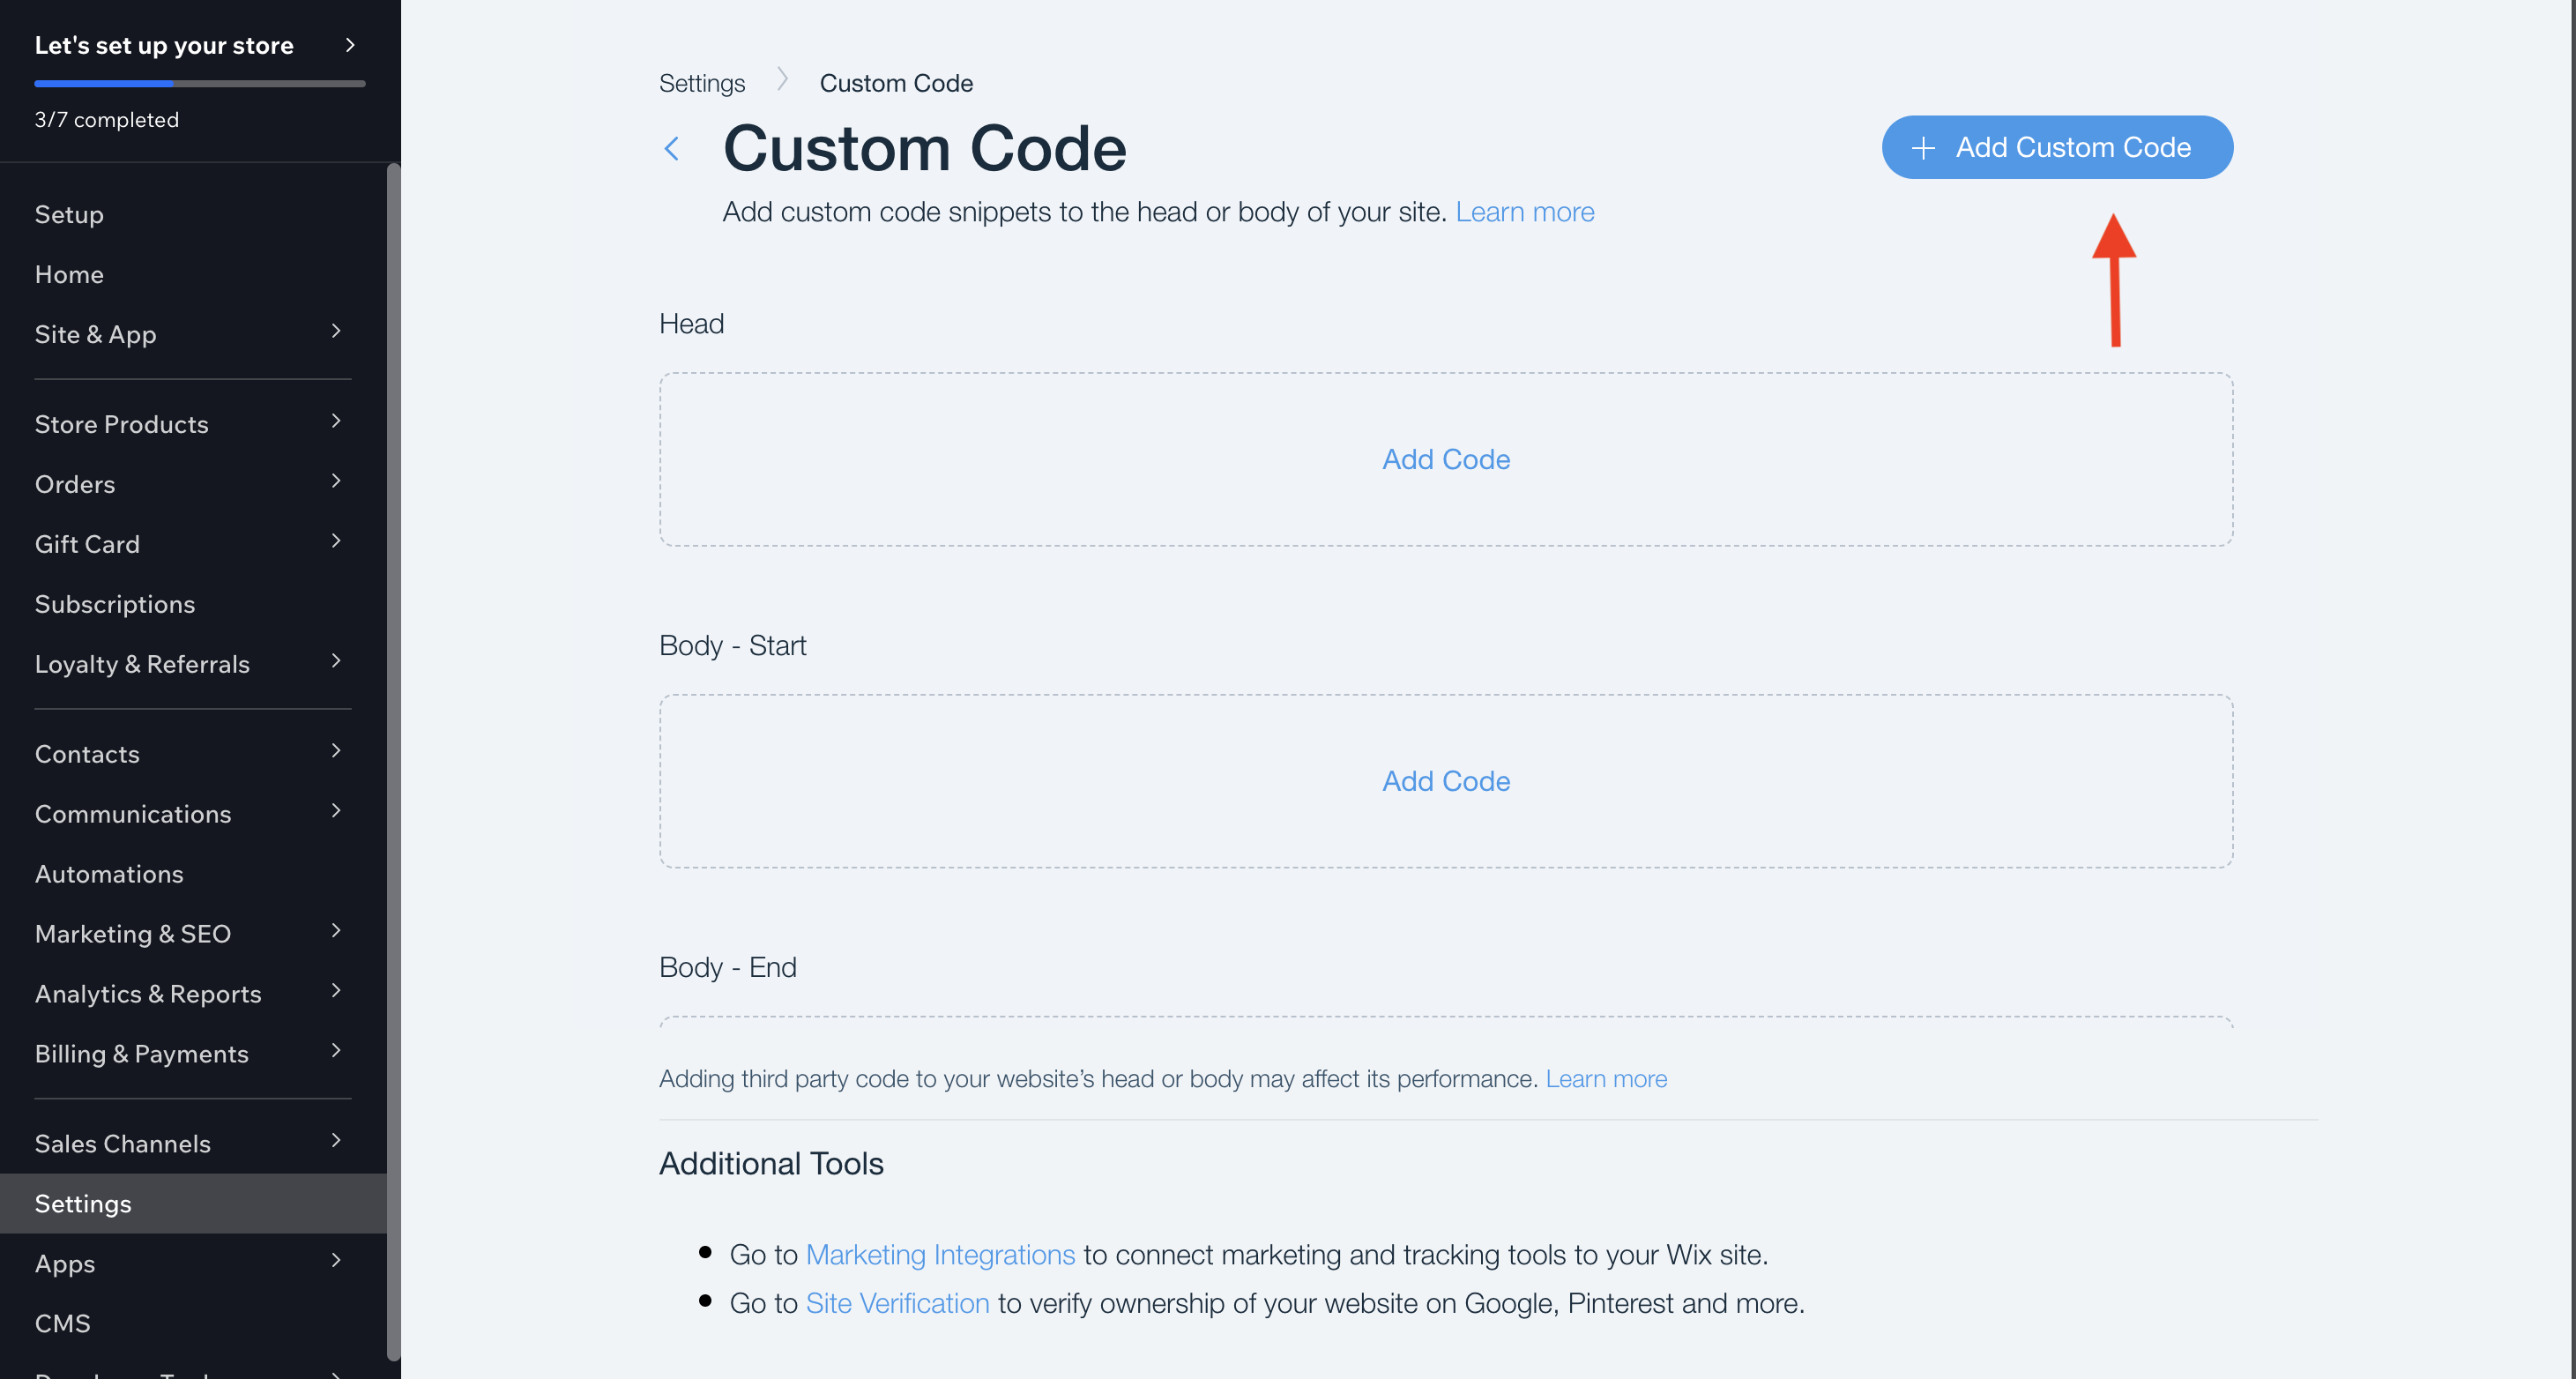 Let's set up your store
3/7 completed
Setup
Home
Site & App
Store Products
Orders
Gift Card
Subscriptions
Loyalty & Referrals
Contacts
Communications
Automations
Marketing & SEO
Analytics & Reports
Billing & Payments
Sales Channels
Settings
Apps
CMS
Settings Custom Code
Custom Code
+ Add Custom Code
Add custom code snippets to the head or body of your site. Learn more
Head
Add Code
Body - Start
Add Code
Body - End
Adding third party code to your website’s head or body may affect its performance. Learn more
Additional Tools
Go to Marketing Integrations to connect marketing and tracking tools to your Wix site.
Go to Site Verification to verify ownership of your website on Google, Pinterest and more.